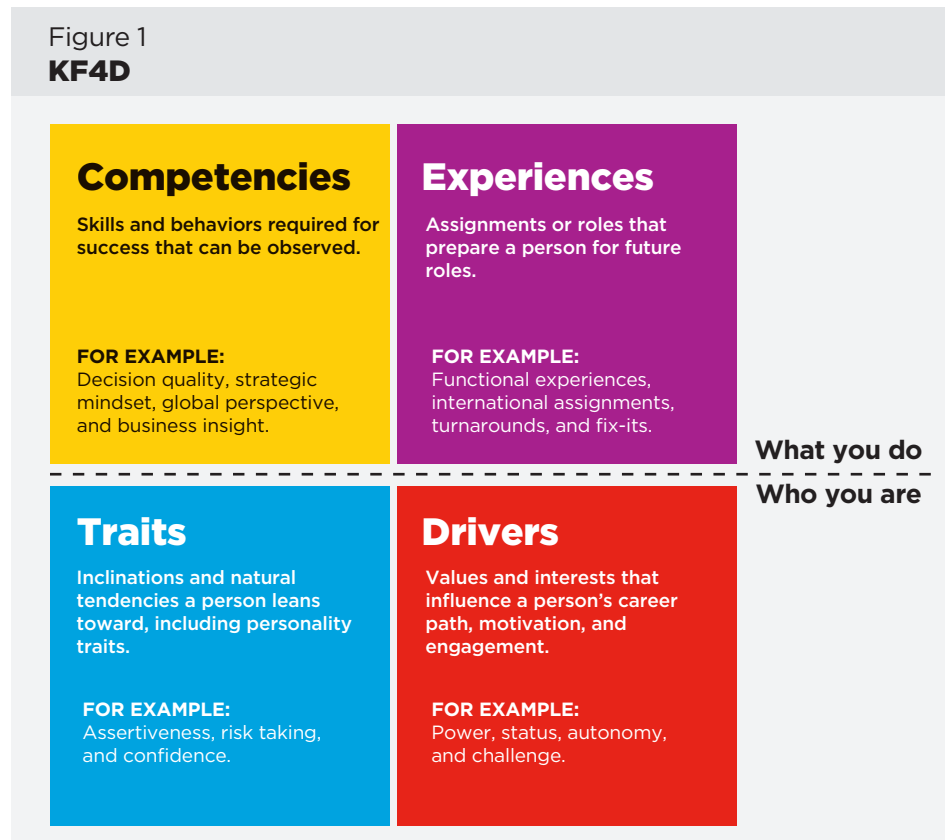 Figure 1
KF4D
Competencies
Skills and behaviors required for
success that can be observed.
FOR EXAMPLE:
Decision quality, strategic
mindset, global perspective,
and business insight.
Experiences
Assignments or roles that
prepare a person for future
roles.
FOR EXAMPLE:
Functional experiences,
international assignments,
turnarounds, and fix-its.
What you do
Who you are
Traits
Inclinations and natural
tendencies a person leans
toward, including personality
traits.
FOR EXAMPLE:
Assertiveness, risk taking,
and confidence.
Drivers
Values and interests that
influence a person’s career
path, motivation, and
engagement.
FOR EXAMPLE:
Power, status, autonomy,
and challenge.